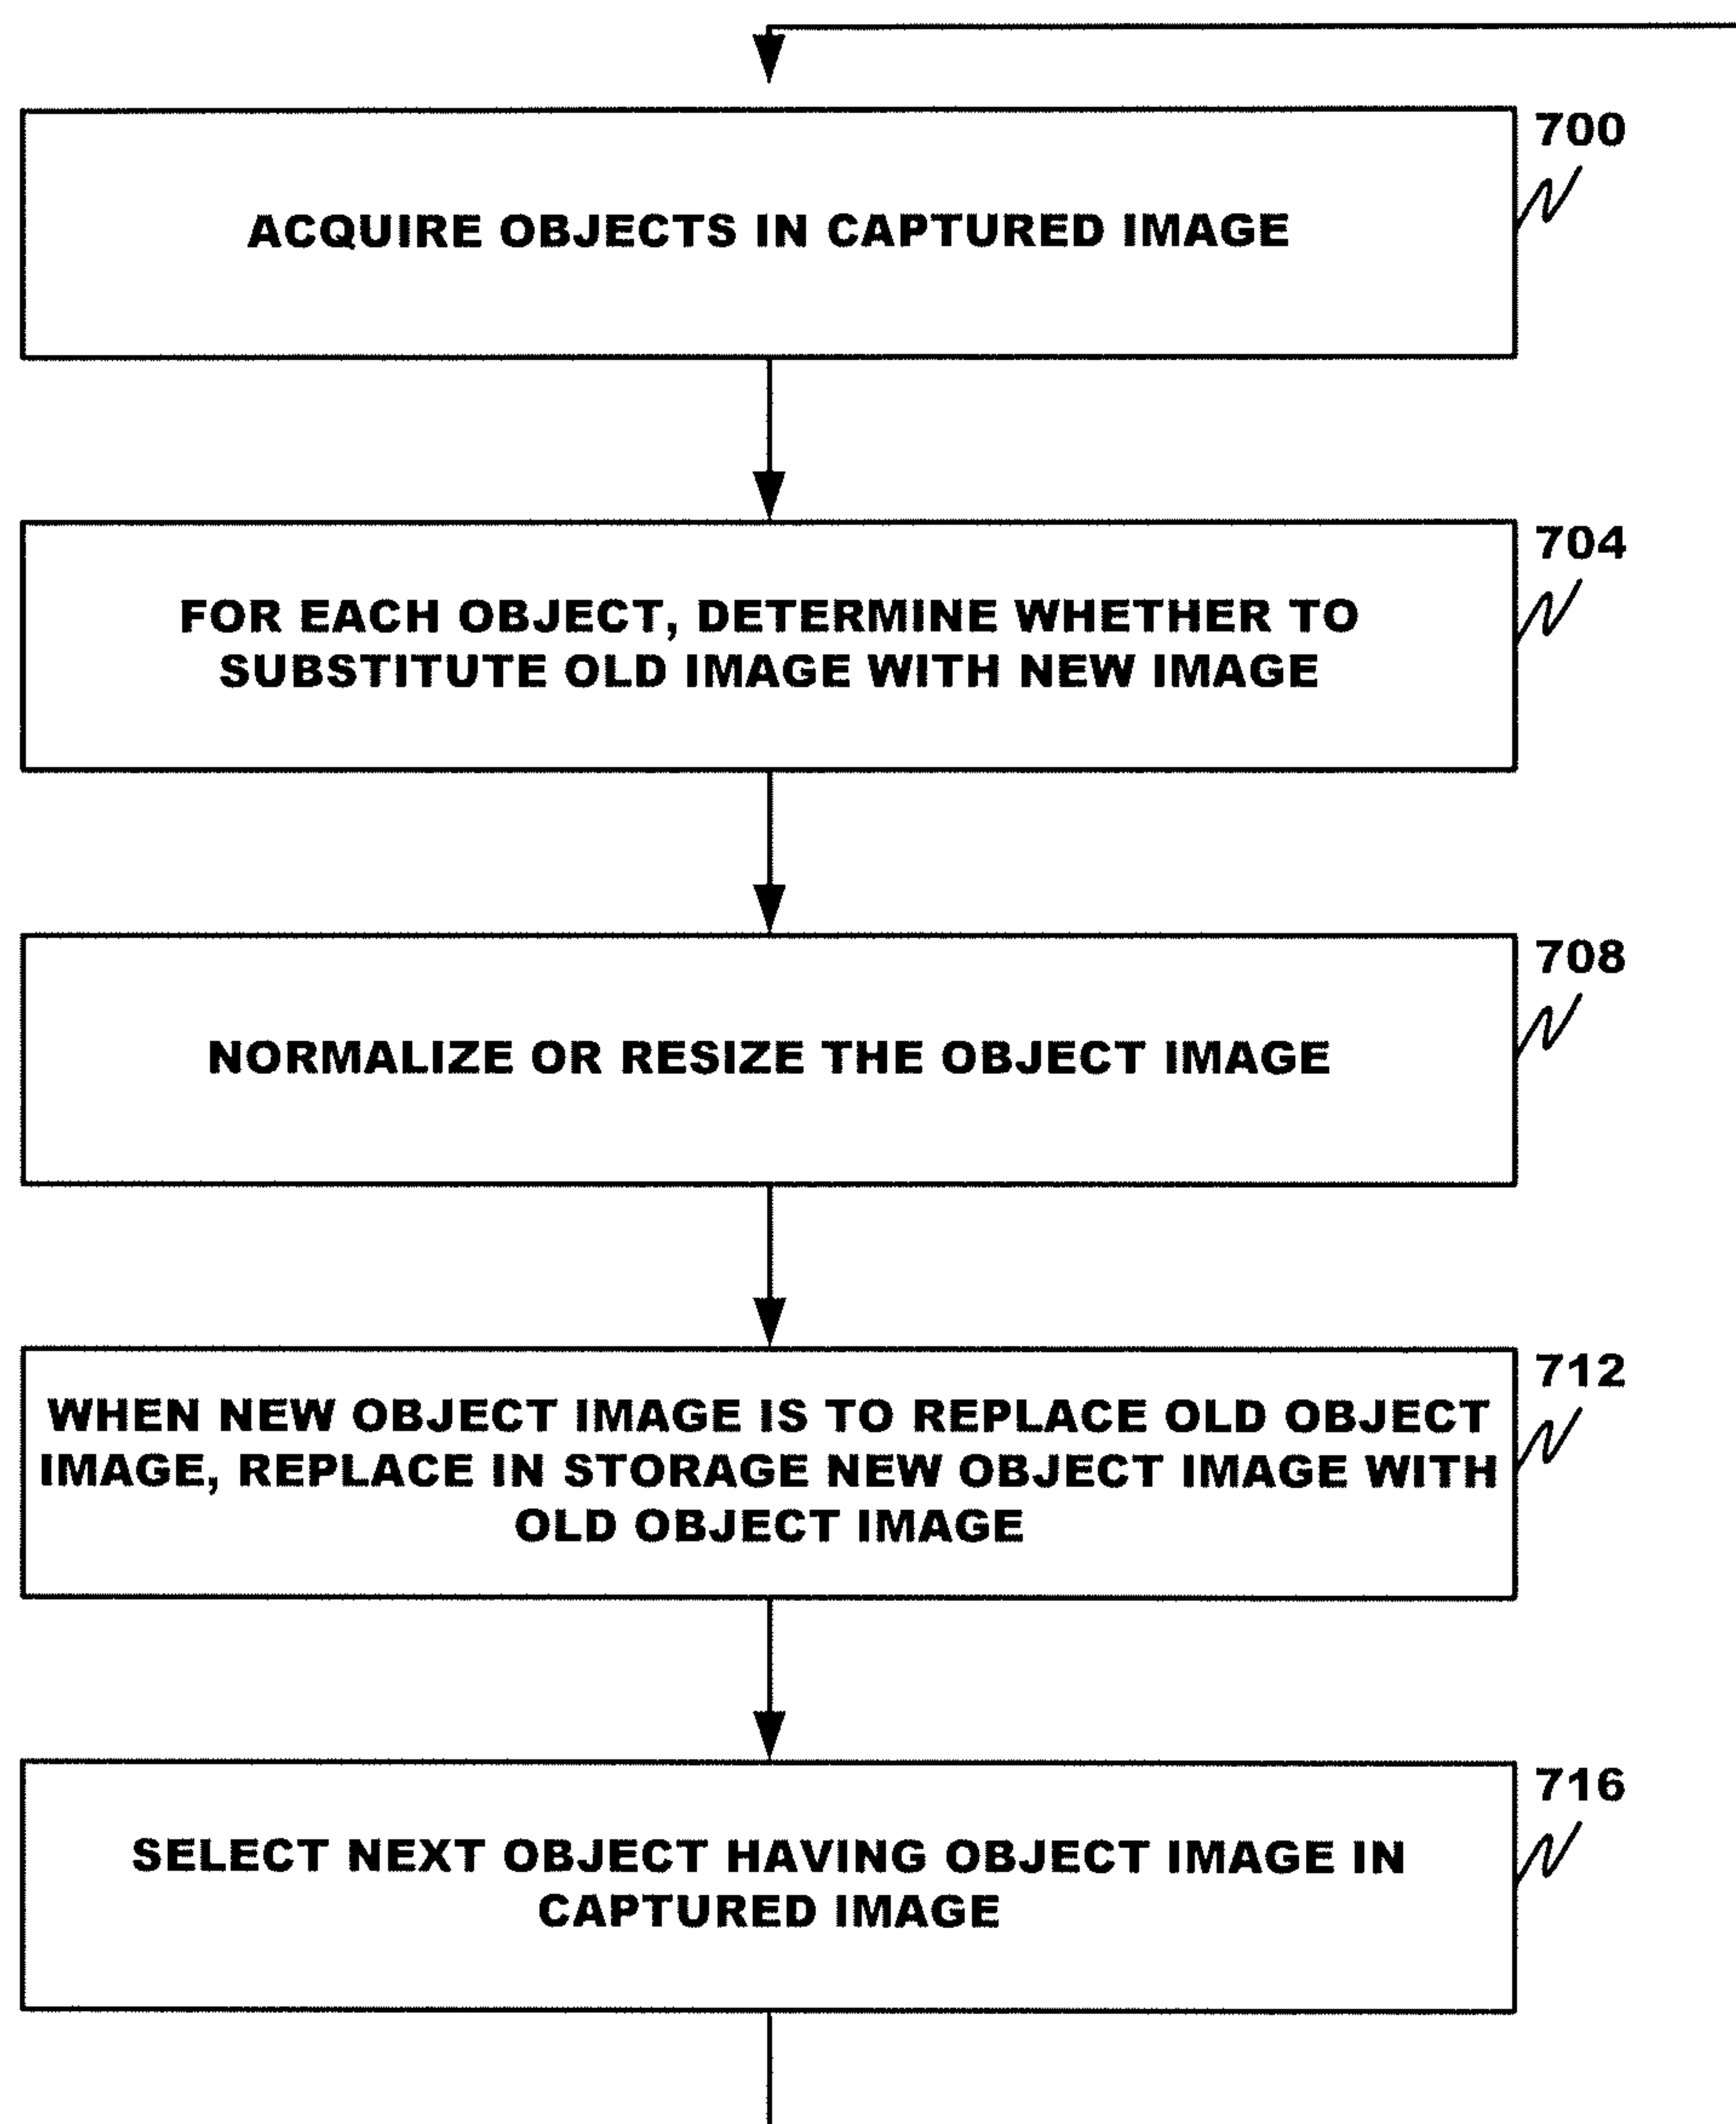 700
ACQUIRE OBJECTS IN CAPTURED IMAGE
704
FOR EACH OBJECT, DETERMINE WHETHER TO
SUBSTITUTE OLD IMAGE WITH NEW IMAGE
708
NORMALIZE OR RESIZE THE OBJECT IMAGE
712
WHEN NEW OBJECT IMAGE IS TO REPLACE OLD OBJECT
IMAGE, REPLACE IN STORAGE NEW OBJECT IMAGE WITH
OLD OBJECT IMAGE
716
SELECT NEXT OBJECT HAVING OBJECT IMAGE IN
CAPTURED IMAGE